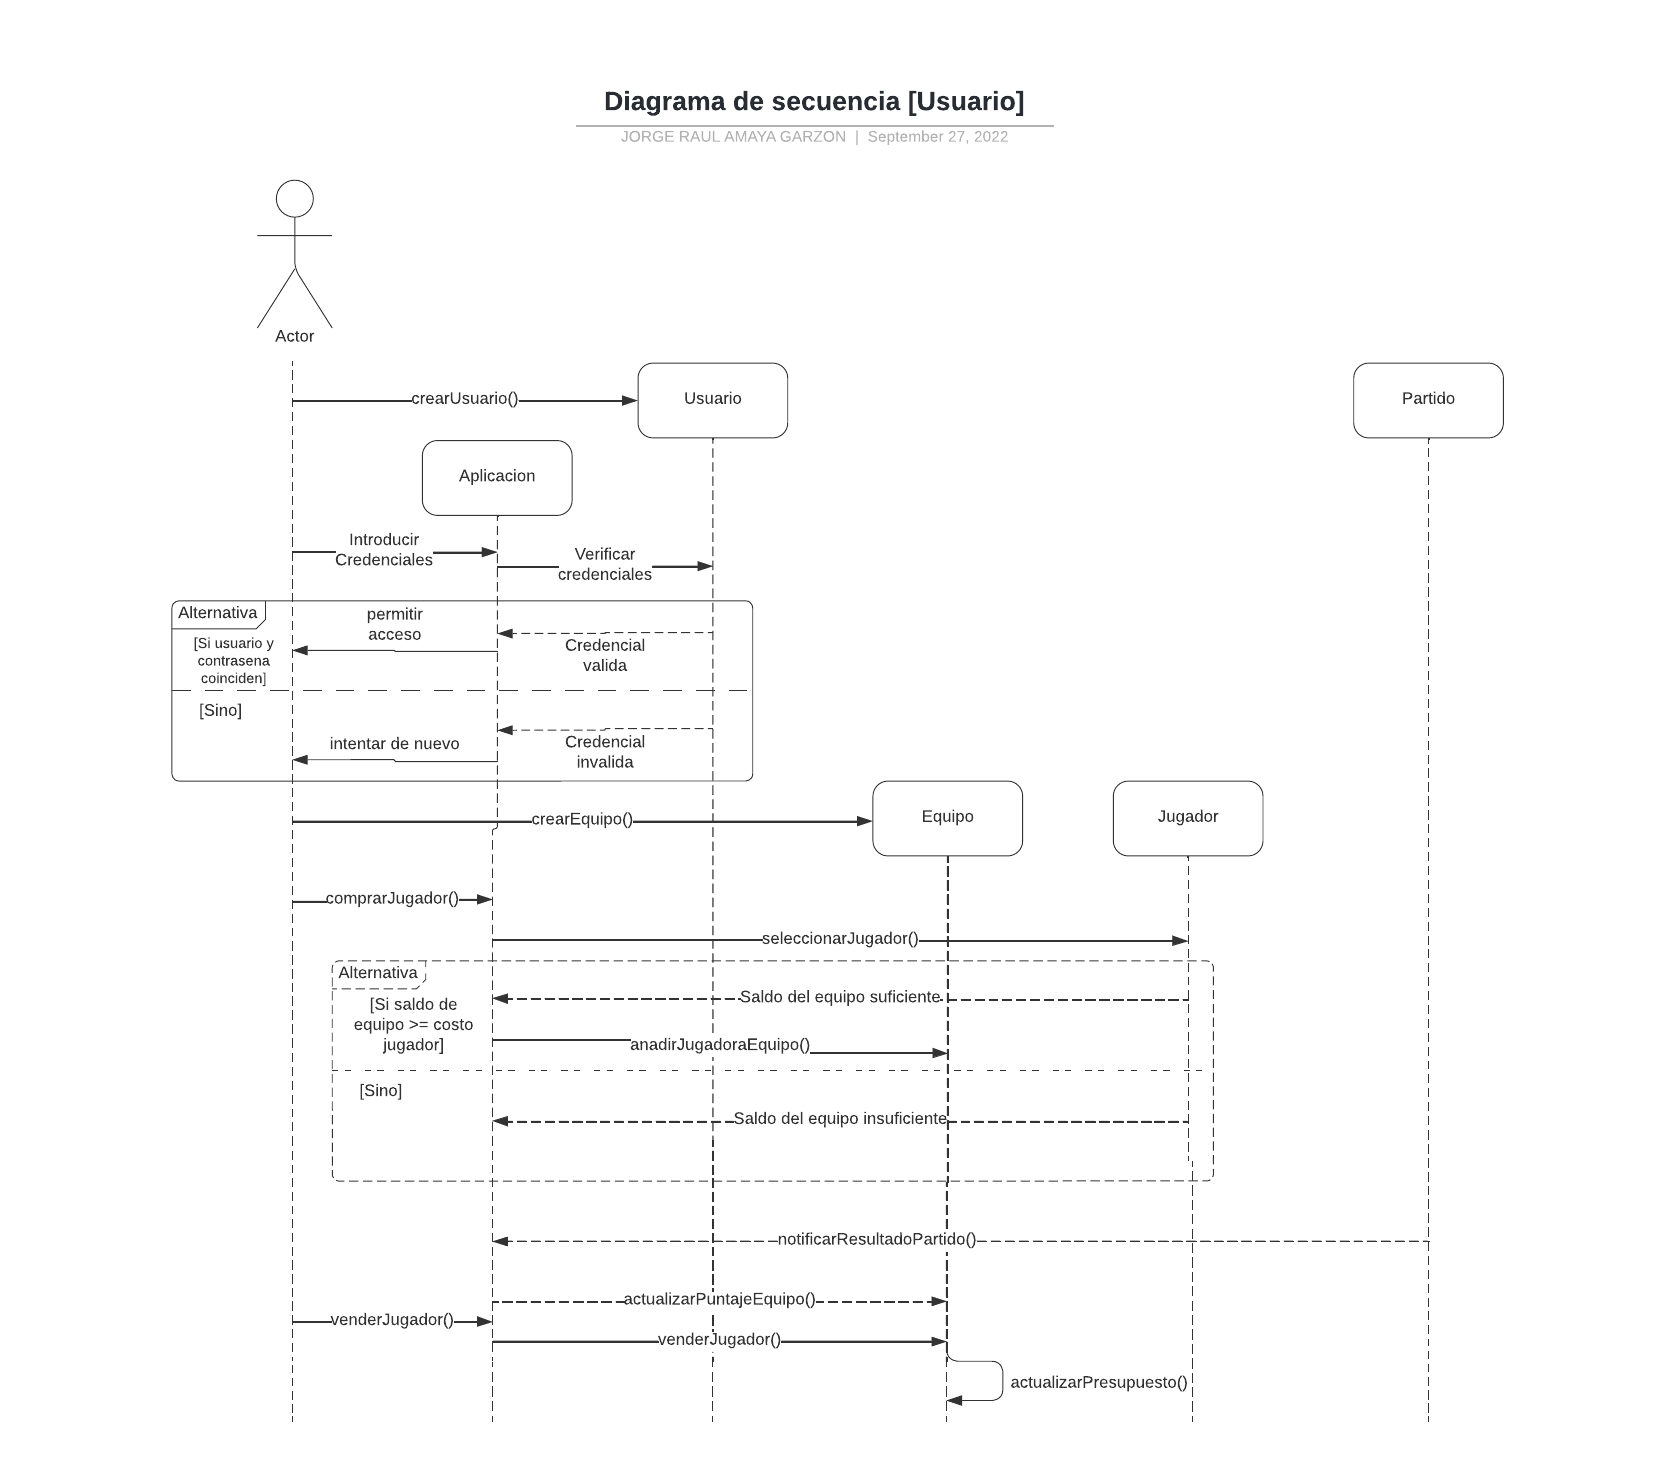 Diagrama de secuencia [Usuario]
JORGE RAUL AMAYA GARZON | September 27, 2022
Actor
crearUsuario()
Usuario
Partido
Aplicacion
Introducir
Credenciales
Verificar
credenciales
Alternativa
permitir
acceso
[Si usuario y
contrasena
coinciden]
Credencial
valida
[Sino]
intentar de nuevo
Credencial
invalida
crearEquipo()
Equipo
Jugador
comprarJugador()
seleccionarJugador()
Alternativa
[Si saldo de
equipo >= costo
jugador]
Saldo del equipo suficiente
anadirJugadoraEquipo()
[Sino]
Saldo del equipo insuficiente
notificarResultadoPartido()
actualizarPuntajeEquipo()
venderJugador()
venderJugador()
actualizarPresupuesto()